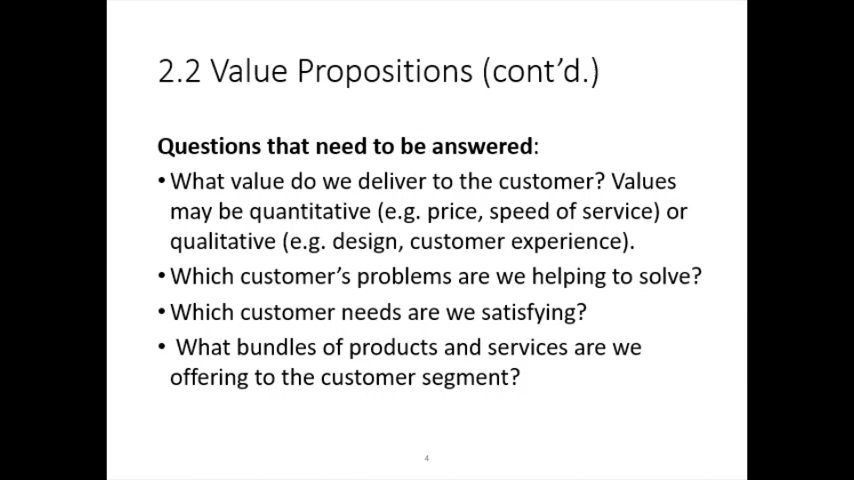 2.2 Value Propositions (cont’d.)
Questions that need to be answered:
•What value do we deliver to the customer? Values
may be quantitative (e.g. price, speed of service) or
qualitative (e.g. design, customer experience).
•Which customer’s problems are we helping to solve?
•Which customer needs are we satisfying?
• What bundles of products and services are we
offering to the customer segment?
4